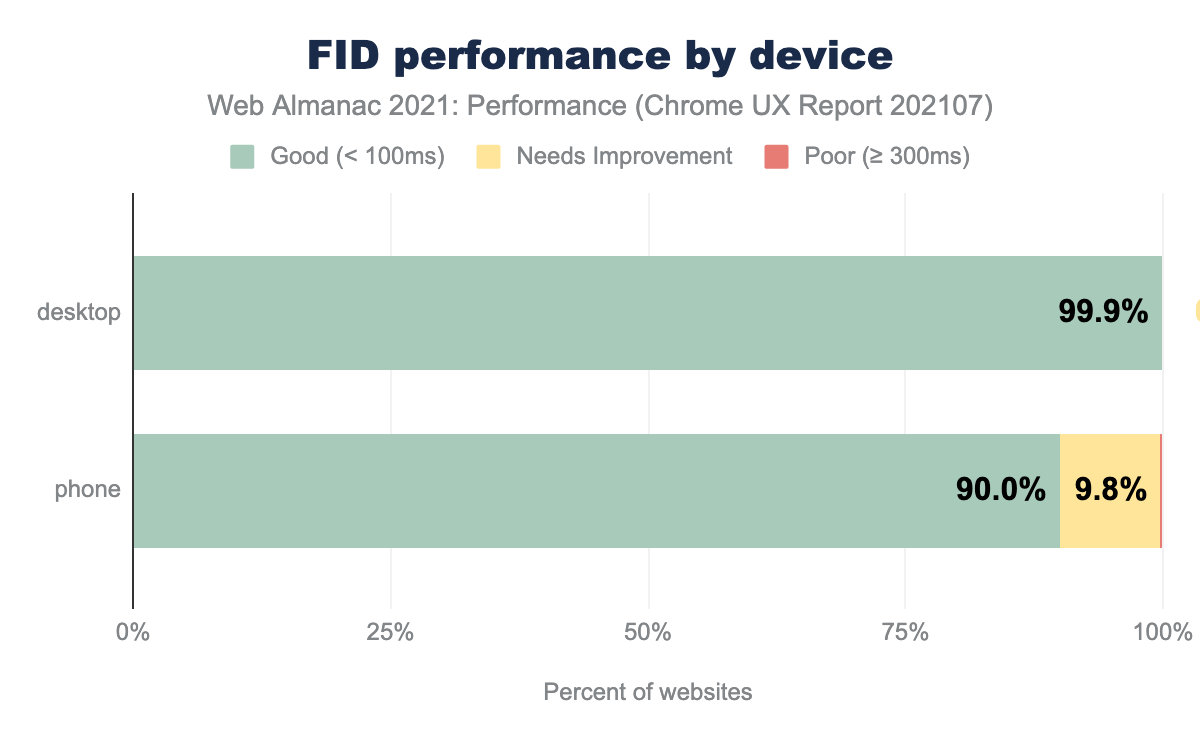 FID performance by device
Web Almanac 2021: Performance (Chrome UX Report 202107)
Good (< 100ms) Needs Improvement Poor (≥ 300ms)
desktop 99.9%
phone 90.0% 9.8%
0% 25% 50% 75% 100%
Percent of websites